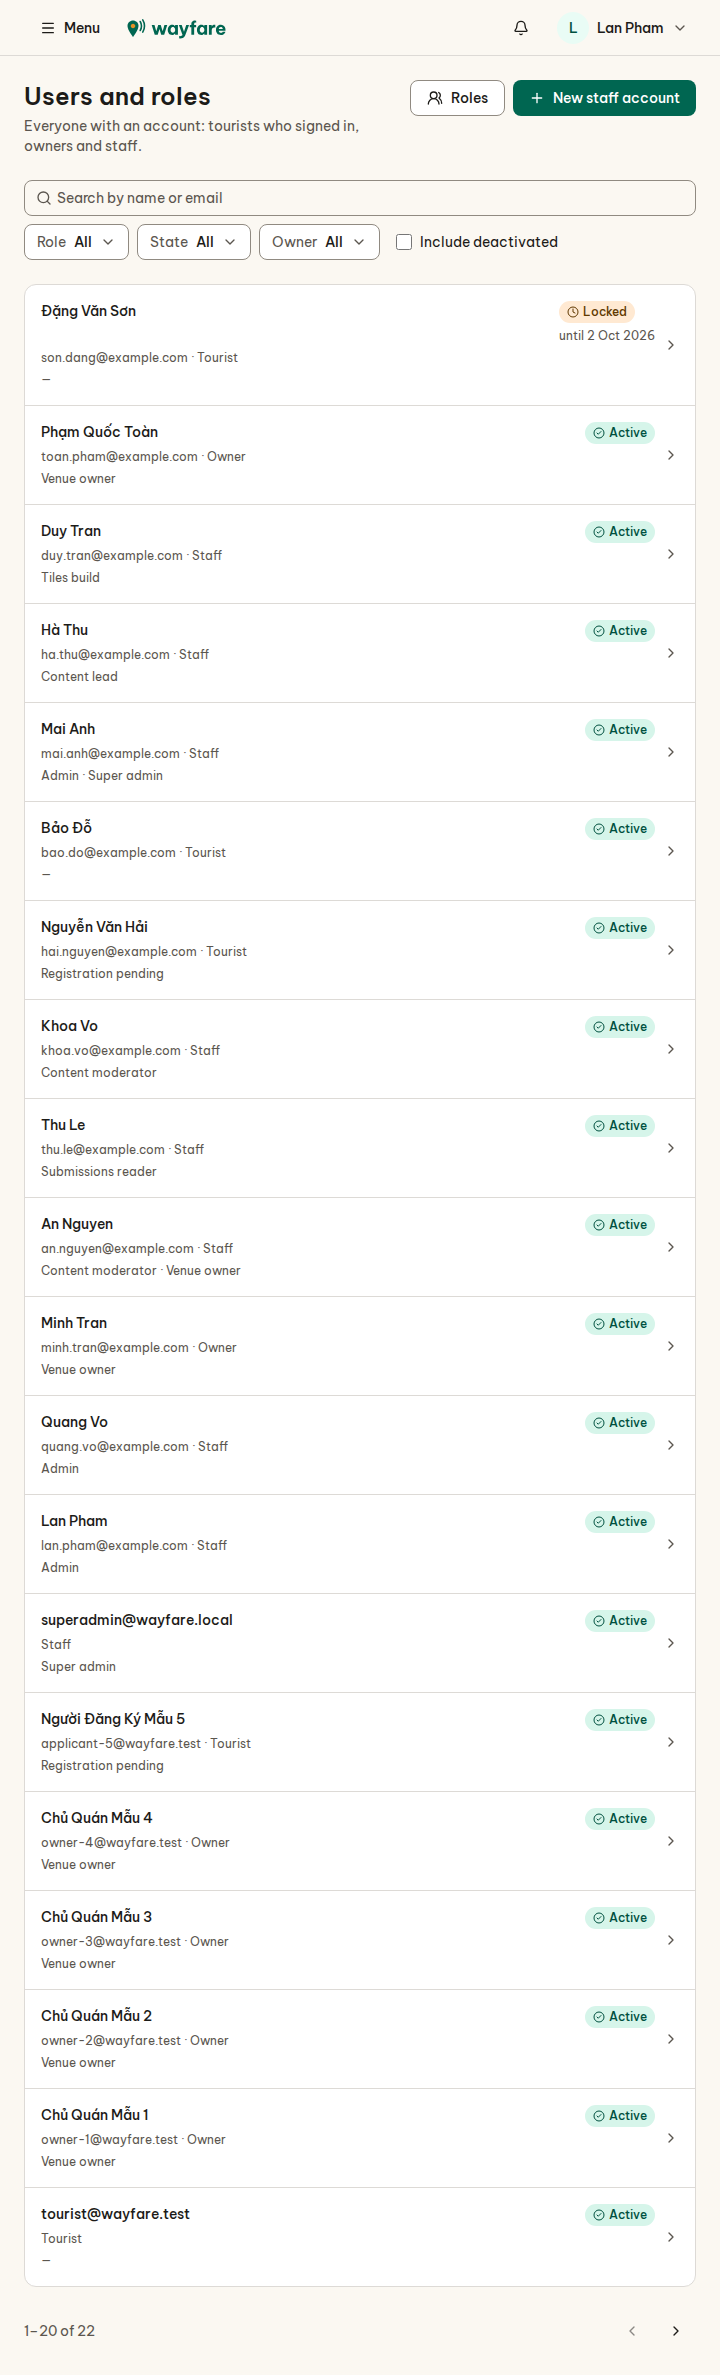 Menu
wayfare
L
Lan Pham
Users and roles
Roles
New staff account
Everyone with an account: tourists who signed in,
owners and staff.
Search by name or email
Role All
State All
Owner All
Include deactivated
Đặng Văn Sơn
Locked
until 2 Oct 2026
son.dang@example.com · Tourist
–
Phạm Quốc Toàn
Active
toan.pham@example.com · Owner
Venue owner
Duy Tran
Active
duy.tran@example.com · Staff
Tiles build
Hà Thu
Active
ha.thu@example.com · Staff
Content lead
Mai Anh
Active
mai.anh@example.com · Staff
Admin · Super admin
Bảo Đỗ
Active
bao.do@example.com · Tourist
–
Nguyễn Văn Hải
Active
hai.nguyen@example.com · Tourist
Registration pending
Khoa Vo
Active
khoa.vo@example.com · Staff
Content moderator
Thu Le
Active
thu.le@example.com · Staff
Submissions reader
An Nguyen
Active
an.nguyen@example.com · Staff
Content moderator · Venue owner
Minh Tran
Active
minh.tran@example.com · Owner
Venue owner
Quang Vo
Active
quang.vo@example.com · Staff
Admin
Lan Pham
Active
lan.pham@example.com · Staff
Admin
superadmin@wayfare.local
Active
Staff
Super admin
Người Đăng Ký Mẫu 5
Active
applicant-5@wayfare.test · Tourist
Registration pending
Chủ Quán Mẫu 4
Active
owner-4@wayfare.test · Owner
Venue owner
Chủ Quán Mẫu 3
Active
owner-3@wayfare.test · Owner
Venue owner
Chủ Quán Mẫu 2
Active
owner-2@wayfare.test · Owner
Venue owner
Chủ Quán Mẫu 1
Active
owner-1@wayfare.test · Owner
Venue owner
tourist@wayfare.test
Active
Tourist
–
1–20 of 22